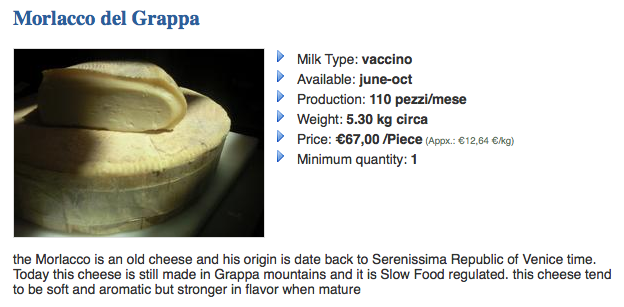 Morlacco del Grappa
Milk Type: vaccino
Available: june-oct
Production: 110 pezzi/mese
Weight: 5.30 kg circa
Price: €67,00 /Piece (Appx.: €12,64 €/kg)
Minimum quantity: 1
the Morlacco is an old cheese and his origin is date back to Serenissima Republic of Venice time.
Today this cheese is still made in Grappa mountains and it is Slow Food regulated. this cheese tend
to be soft and aromatic but stronger in flavor when mature